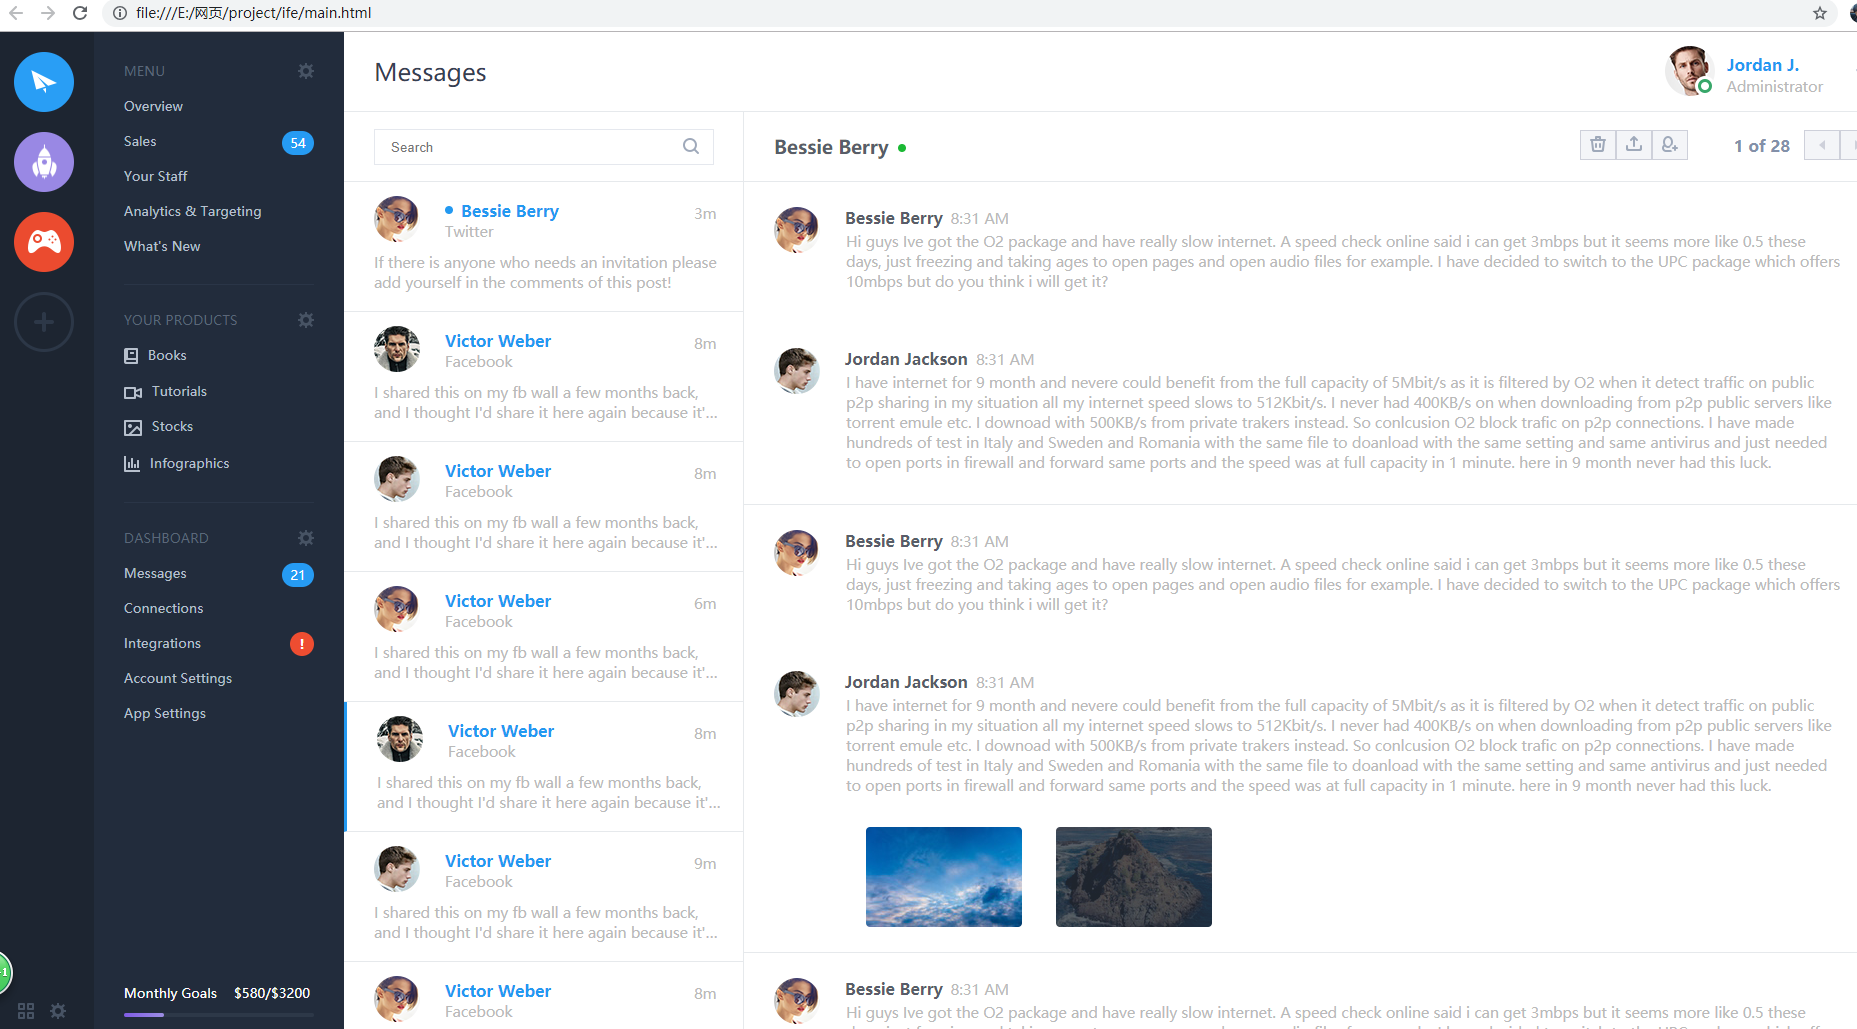 file:///E:/网页/project/ife/main.html
MENU
Overview
Sales 54
Your Staff
Analytics & Targeting
What's New
YOUR PRODUCTS
Books
Tutorials
Stocks
Infographics
DASHBOARD
Messages 21
Connections
Integrations !
Account Settings
App Settings
Monthly Goals $580/$3200
Messages
Jordan J.
Administrator
Search
Bessie Berry 3m
Twitter
If there is anyone who needs an invitation please
add yourself in the comments of this post!
Victor Weber 8m
Facebook
I shared this on my fb wall a few months back,
and I thought I'd share it here again because it'...
Victor Weber 8m
Facebook
I shared this on my fb wall a few months back,
and I thought I'd share it here again because it'...
Victor Weber 6m
Facebook
I shared this on my fb wall a few months back,
and I thought I'd share it here again because it'...
Victor Weber 8m
Facebook
I shared this on my fb wall a few months back,
and I thought I'd share it here again because it'...
Victor Weber 9m
Facebook
I shared this on my fb wall a few months back,
and I thought I'd share it here again because it'...
Victor Weber 8m
Facebook
Bessie Berry
1 of 28
Bessie Berry 8:31 AM
Hi guys Ive got the O2 package and have really slow internet. A speed check online said i can get 3mbps but it seems more like 0.5 these
days, just freezing and taking ages to open pages and open audio files for example. I have decided to switch to the UPC package which offers
10mbps but do you think i will get it?
Jordan Jackson 8:31 AM
I have internet for 9 month and nevere could benefit from the full capacity of 5Mbit/s as it is filtered by O2 when it detect traffic on public
p2p sharing in my situation all my internet speed slows to 512Kbit/s. I never had 400KB/s on when downloading from p2p public servers like
torrent emule etc. I downoad with 500KB/s from private trakers instead. So conlcusion O2 block trafic on p2p connections. I have made
hundreds of test in Italy and Sweden and Romania with the same file to doanload with the same setting and same antivirus and just needed
to open ports in firewall and forward same ports and the speed was at full capacity in 1 minute. here in 9 month never had this luck.
Bessie Berry 8:31 AM
Hi guys Ive got the O2 package and have really slow internet. A speed check online said i can get 3mbps but it seems more like 0.5 these
days, just freezing and taking ages to open pages and open audio files for example. I have decided to switch to the UPC package which offers
10mbps but do you think i will get it?
Jordan Jackson 8:31 AM
I have internet for 9 month and nevere could benefit from the full capacity of 5Mbit/s as it is filtered by O2 when it detect traffic on public
p2p sharing in my situation all my internet speed slows to 512Kbit/s. I never had 400KB/s on when downloading from p2p public servers like
torrent emule etc. I downoad with 500KB/s from private trakers instead. So conlcusion O2 block trafic on p2p connections. I have made
hundreds of test in Italy and Sweden and Romania with the same file to doanload with the same setting and same antivirus and just needed
to open ports in firewall and forward same ports and the speed was at full capacity in 1 minute. here in 9 month never had this luck.
Bessie Berry 8:31 AM
Hi guys Ive got the O2 package and have really slow internet. A speed check online said i can get 3mbps but it seems more like 0.5 these